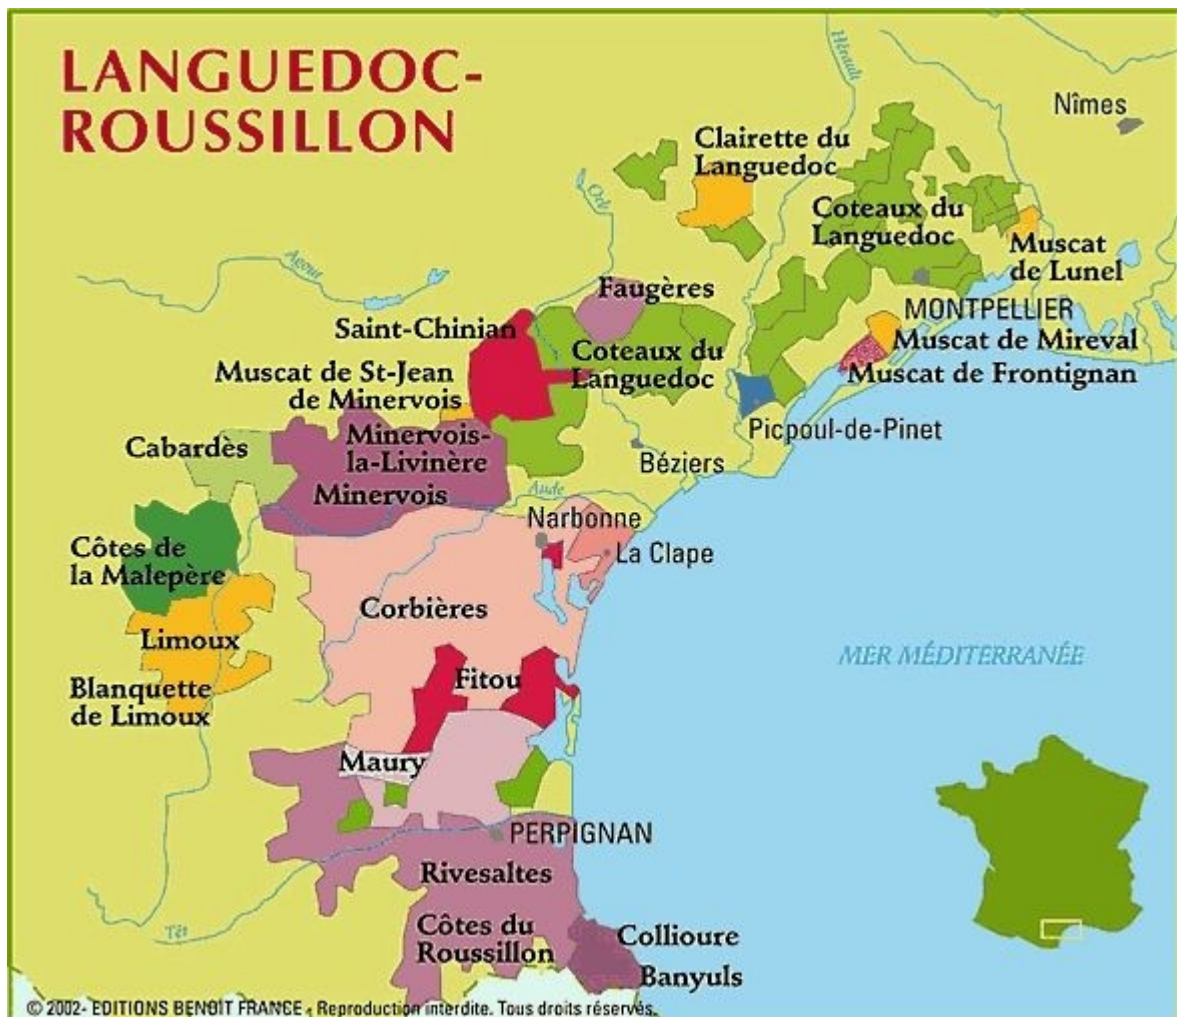 LANGUEDOC-
ROUSSILLON
Hérault
Nîmes
Clairette du
Languedoc
Orb
Coteaux du
Languedoc
Muscat
de Lunel
Agout
Faugères
MONTPELLIER
Saint-Chinian
Muscat de Mireval
Coteaux du
Languedoc
Muscat de St-Jean
de Minervois
Muscat de Frontignan
Picpoul-de-Pinet
Cabardès
Minervois-
la-Livinère
Béziers
Minervois
Aude
Narbonne
Côtes de
la Malepère
La Clape
Corbières
Limoux
MER MÉDITERRANÉE
Fitou
Blanquette
de Limoux
Maury
PERPIGNAN
Rivesaltes
Têt
Côtes du
Roussillon
Collioure
Banyuls
© 2002- EDITIONS BENOÎT FRANCE - Reproduction interdite. Tous droits réservés.